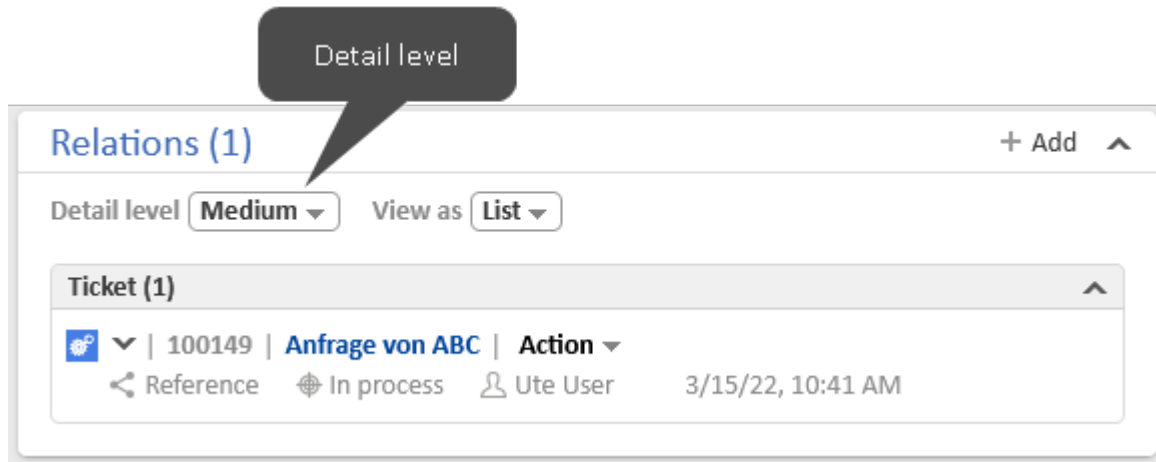 Detail level
Relations (1) + Add
Detail level Medium View as List
Ticket (1)
| 100149 | Anfrage von ABC | Action
Reference In process Ute User 3/15/22, 10:41 AM